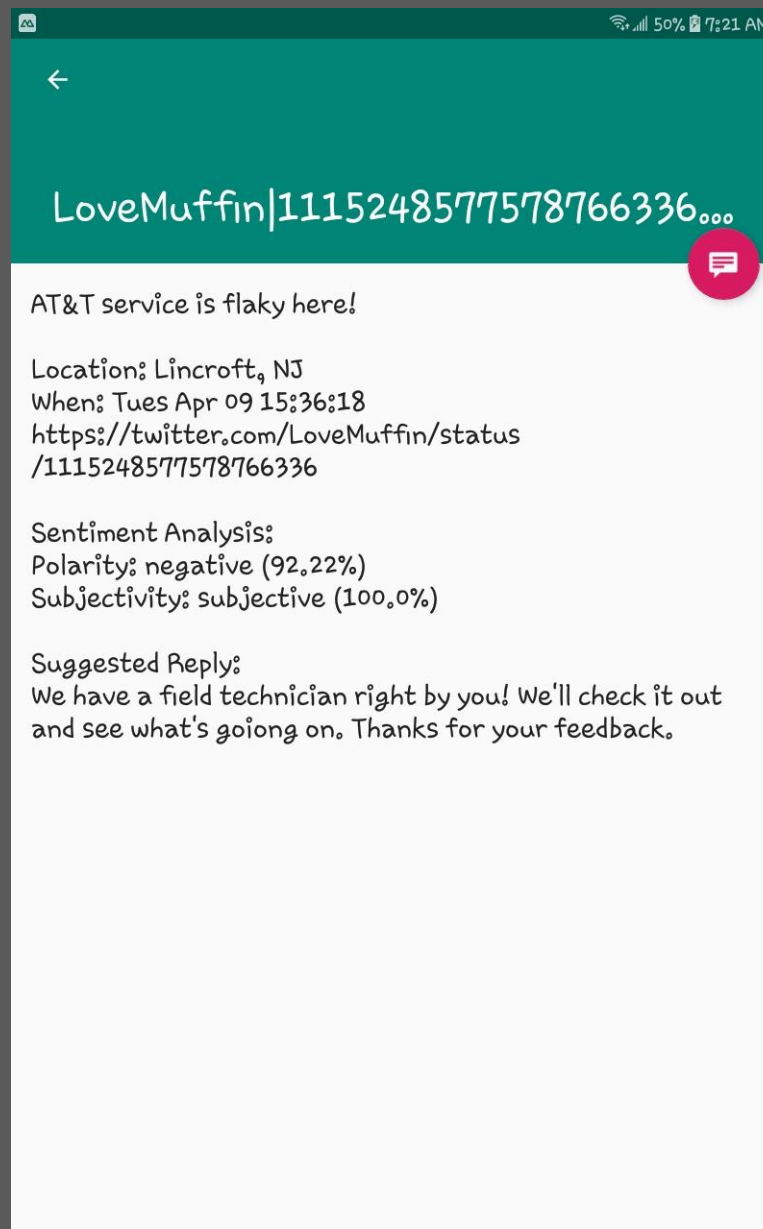 50% 7:21 AM
LoveMuffin|1115248577578766336...
AT&T service is flaky here!
Location: Lincroft, NJ
When: Tues Apr 09 15:36:18
https://twitter.com/LoveMuffin/status
/1115248577578766336
Sentiment Analysis:
Polarity: negative (92.22%)
Subjectivity: subjective (100.0%)
Suggested Reply:
We have a field technician right by you! We'll check it out
and see what's goiong on. Thanks for your feedback.